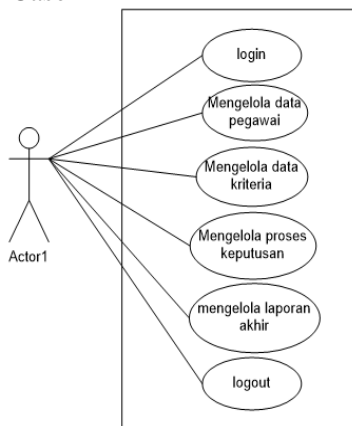 login
Mengelola data
pegawai
Mengelola data
kriteria
Mengelola proses
keputusan
mengelola laporan
akhir
logout
Actor1